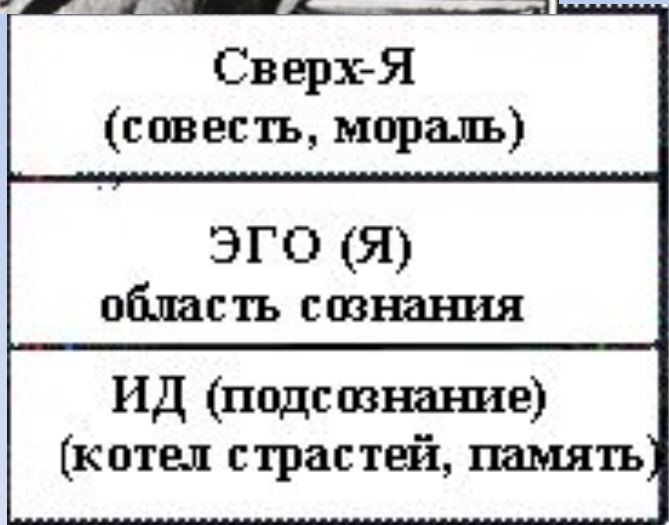 Сверх-Я
(совесть, мораль)
ЭГО (Я)
область сознания
ИД (подсознание)
(котел страстей, память)